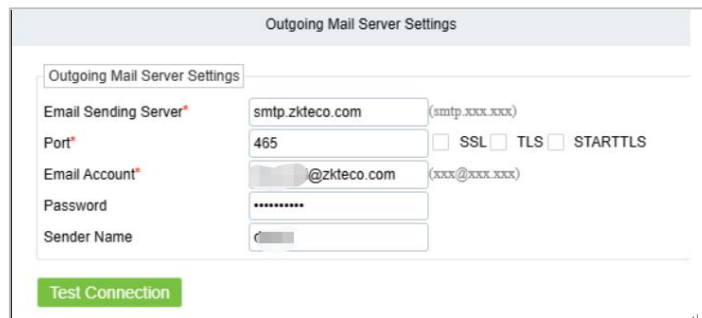 Outgoing Mail Server Settings
Outgoing Mail Server Settings
Email Sending Server* smtp.zkteco.com (smtp.xxx.xxx)
Port* 465 SSL TLS STARTTLS
Email Account* @zkteco.com (xxx@xxx.xxx)
Password ••••••••••
Sender Name
Test Connection